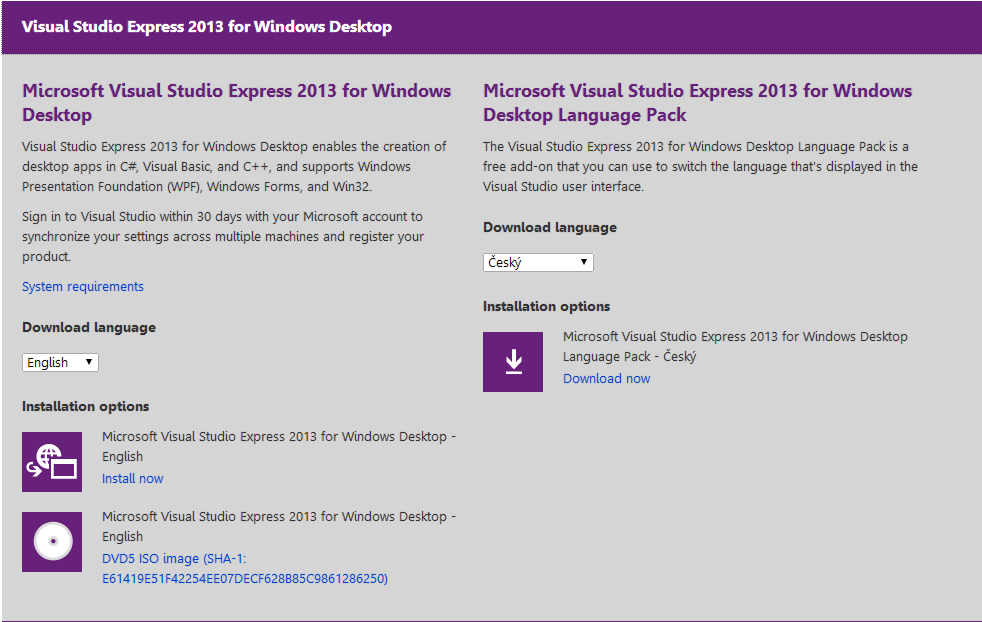 Visual Studio Express 2013 for Windows Desktop
Microsoft Visual Studio Express 2013 for Windows
Desktop
Visual Studio Express 2013 for Windows Desktop enables the creation of
desktop apps in C#, Visual Basic, and C++, and supports Windows
Presentation Foundation (WPF), Windows Forms, and Win32.
Sign in to Visual Studio within 30 days with your Microsoft account to
synchronize your settings across multiple machines and register your
product.
System requirements
Download language
English
Installation options
Microsoft Visual Studio Express 2013 for Windows Desktop -
English
Install now
Microsoft Visual Studio Express 2013 for Windows Desktop -
English
DVD5 ISO image (SHA-1:
E61419E51F42254EE07DECF628B85C9861286250)
Microsoft Visual Studio Express 2013 for Windows
Desktop Language Pack
The Visual Studio Express 2013 for Windows Desktop Language Pack is a
free add-on that you can use to switch the language that's displayed in the
Visual Studio user interface.
Download language
Český
Installation options
Microsoft Visual Studio Express 2013 for Windows Desktop
Language Pack - Český
Download now